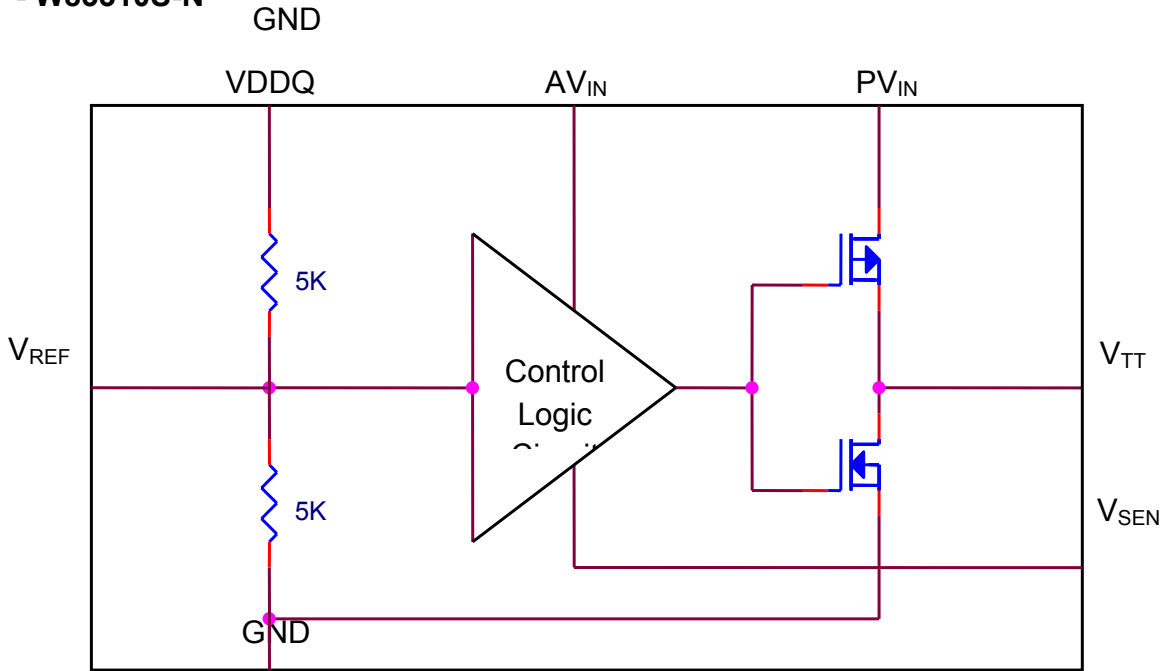 GND
VDDQ
AVIN
PVIN
5K
VREF
Control
Logic
VTT
5K
VSEN
GND